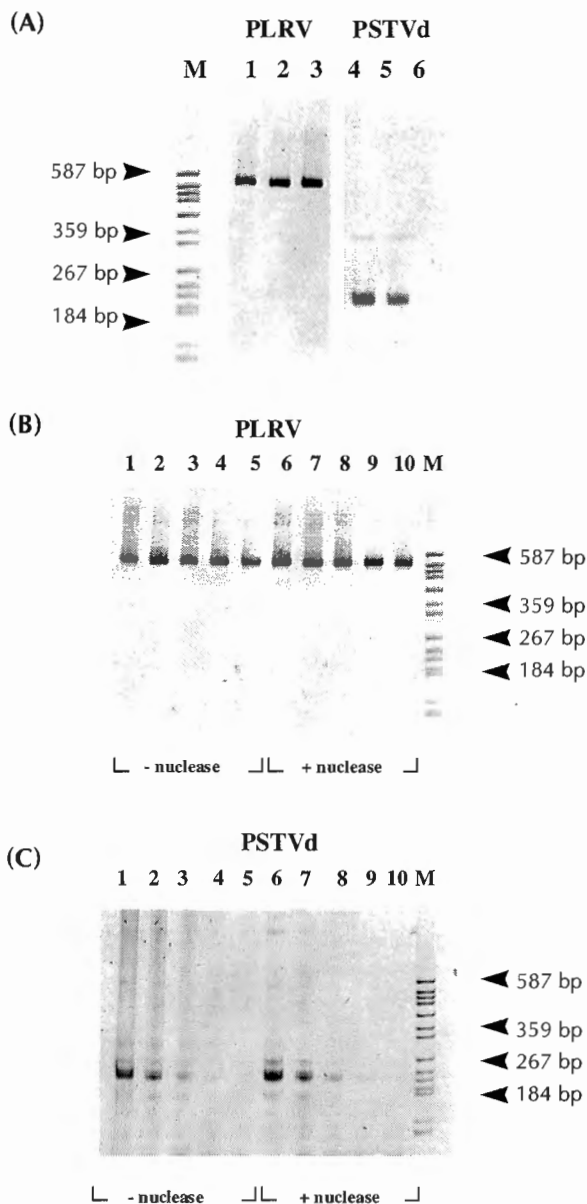 (A)
PLRV PSTVd
M 1 2 3 4 5 6
587 bp
359 bp
267 bp
184 bp
(B)
PLRV
1 2 3 4 5 6 7 8 9 10 M
587 bp
359 bp
267 bp
184 bp
- nuclease + nuclease
(C)
PSTVd
1 2 3 4 5 6 7 8 9 10 M
587 bp
359 bp
267 bp
184 bp
- nuclease + nuclease